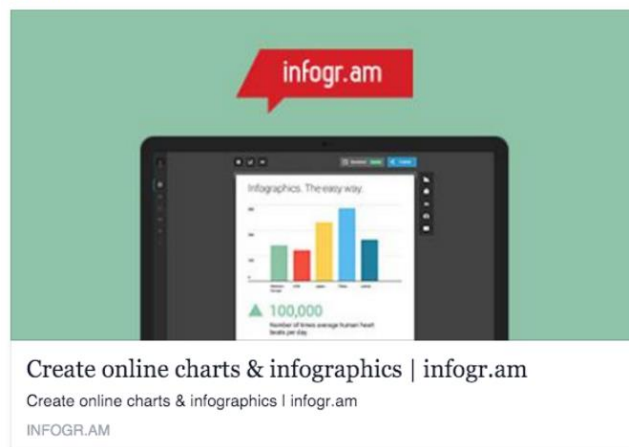 infogr.am
Infographics. The easy way.
100,000
Number of times average human heart
beats per day
Create online charts & infographics | infogr.am
Create online charts & infographics | infogr.am
INFOGR.AM